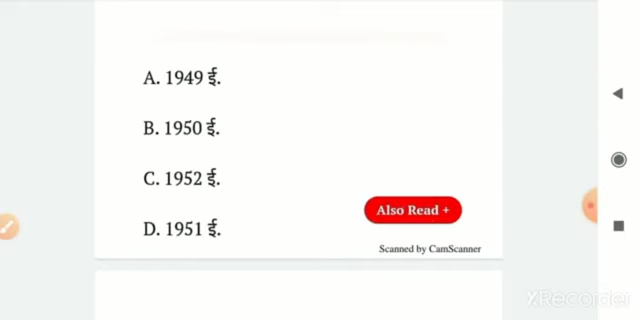 A. 1949 ई.
B. 1950 ई.
C. 1952 ई.
Also Read +
D. 1951 ई.
Scanned by CamScanner
XRecorder